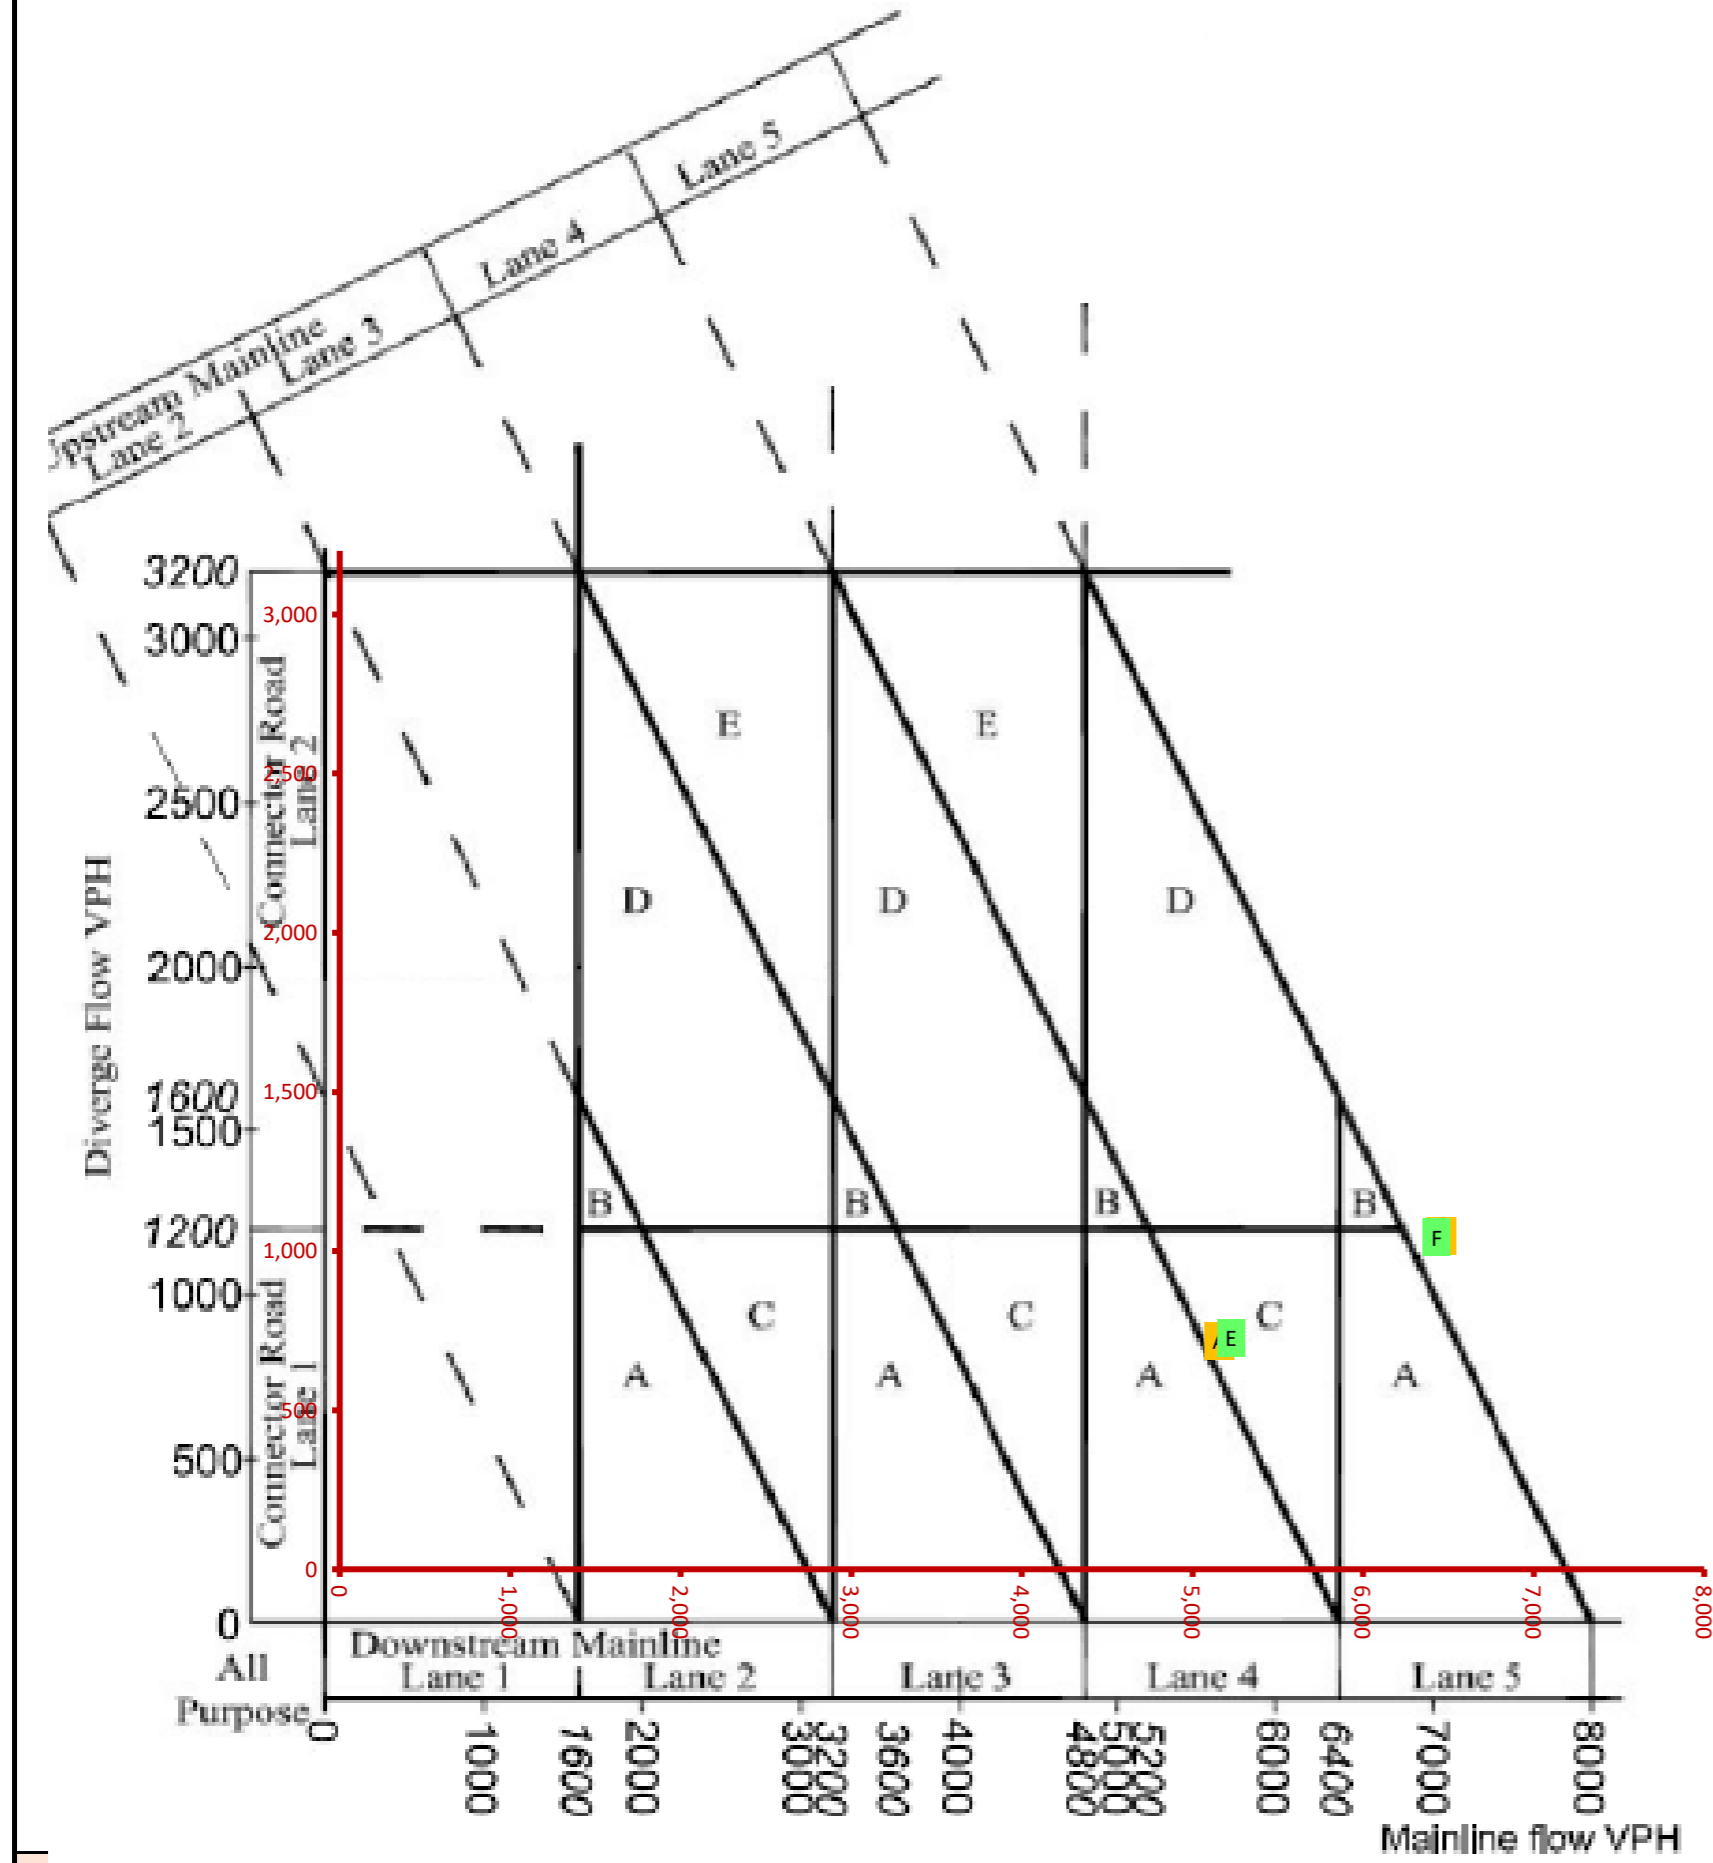 Lane 5
Lane 4
Upstream Mainline
Lane 3
Lane 2
3200
3,000
3000
Connector Road
Lane 2
E
E
2,500
2500
D
D
D
2,000
2000
Diverge Flow VPH
1600
1,500
1500
B
B
B
B
1200
1,000
F
1000
Connector Road
Lane 1
C
C
C
E
A
A
A
A
500
500
0
0
1,000
2,000
3,000
4,000
5,000
6,000
7,000
8,000
0
Downstream Mainline
All
Purpose
Lane 1
Lane 2
Lane 3
Lane 4
Lane 5
0
1000
1600
2000
3000
3200
3600
4000
4800
5000
5200
6000
6400
7000
8000
Mainline flow VPH